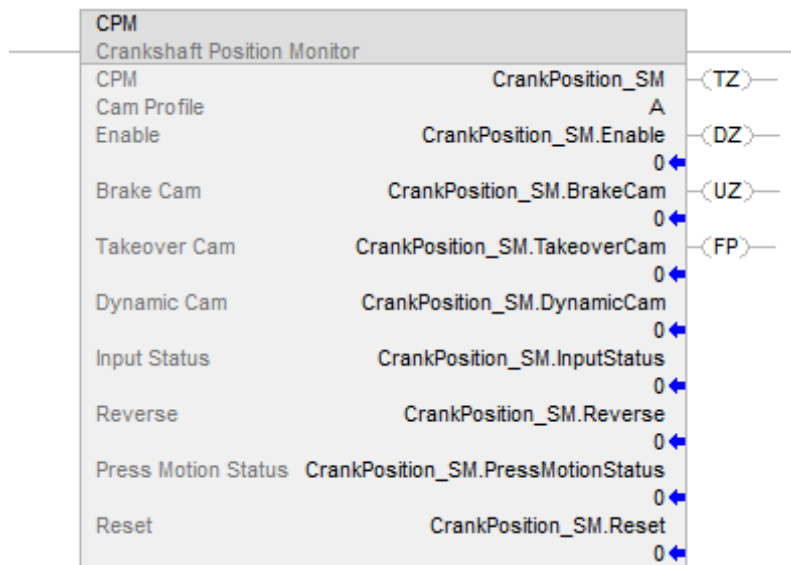 CPM
Crankshaft Position Monitor
CPM CrankPosition_SM (TZ)
Cam Profile A
Enable CrankPosition_SM.Enable (DZ)
0
Brake Cam CrankPosition_SM.BrakeCam (UZ)
0
Takeover Cam CrankPosition_SM.TakeoverCam (FP)
0
Dynamic Cam CrankPosition_SM.DynamicCam
0
Input Status CrankPosition_SM.InputStatus
0
Reverse CrankPosition_SM.Reverse
0
Press Motion Status CrankPosition_SM.PressMotionStatus
0
Reset CrankPosition_SM.Reset
0